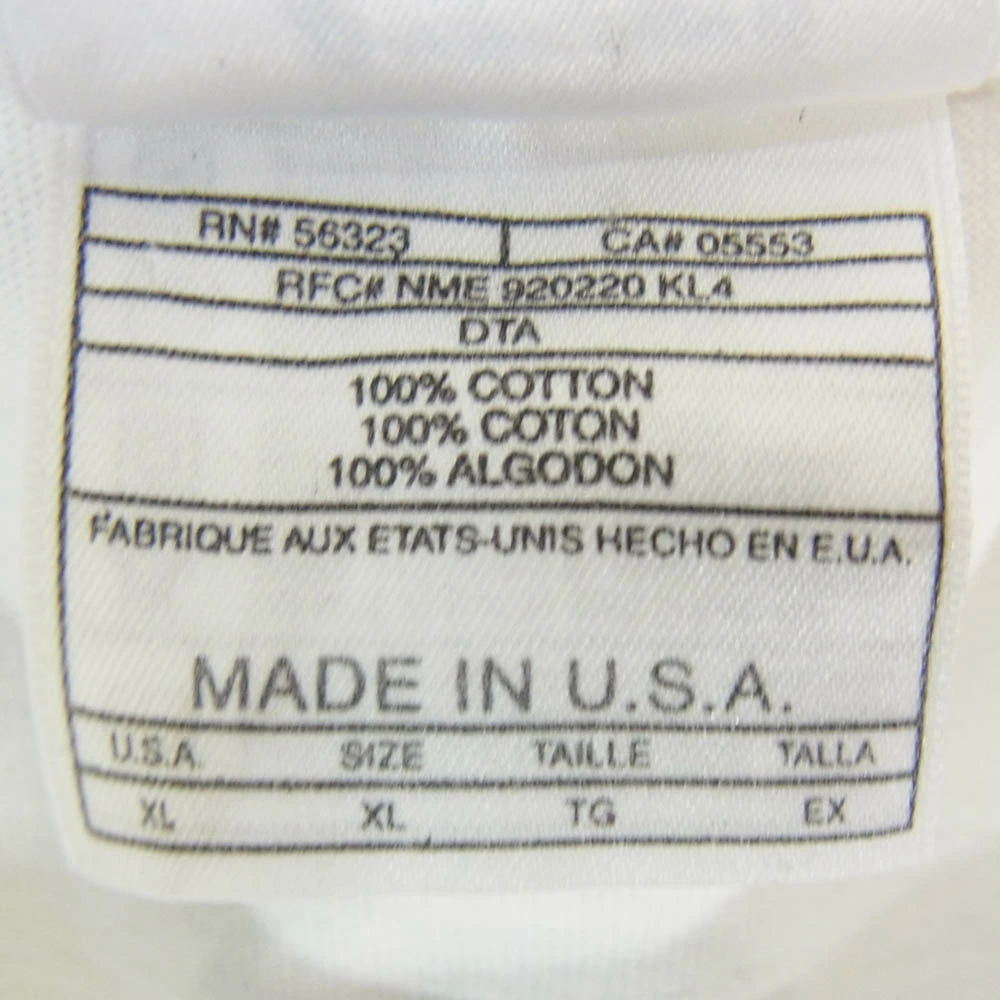 RN# 56323 CA# 05553
RFC# NME 920220 KL4
DTA
100% COTTON
100% COTON
100% ALGODON
FABRIQUE AUX ETATS-UNIS HECHO EN E.U.A.
MADE IN U.S.A.
U.S.A. SIZE TAILLE TALLA
XL XL TG EX